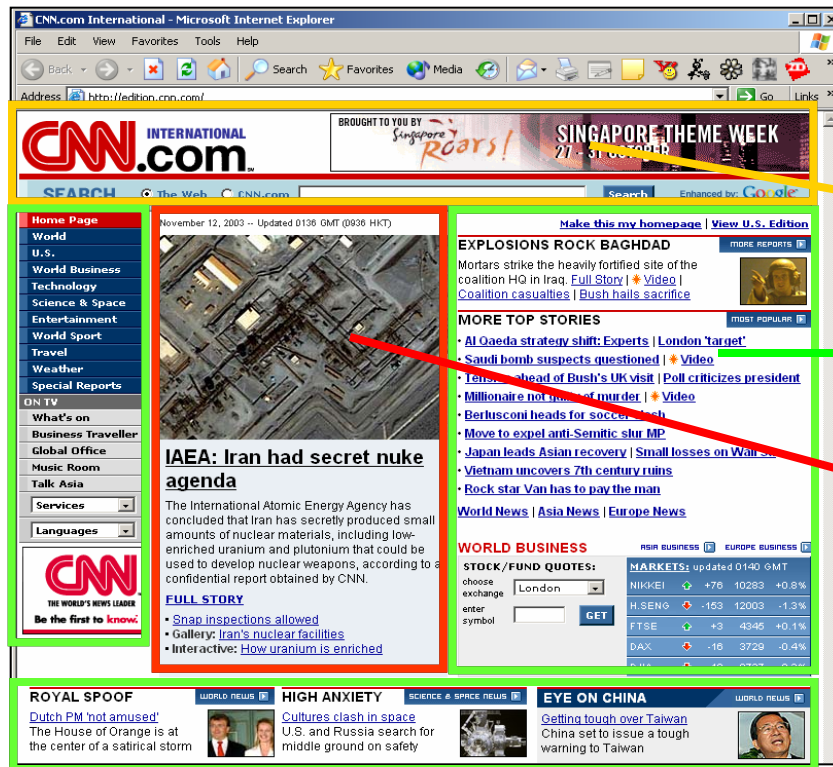 CNN.com International - Microsoft Internet Explorer
File Edit View Favorites Tools Help
Back Search Favorites Media
Address http://edition.cnn.com/ Go Links »
CNN INTERNATIONAL
.com
BROUGHT TO YOU BY
Singapore Roars!
SINGAPORE THEME WEEK
27 - 31 OCTOBER
SEARCH The Web CNN.com Search Enhanced by: Google
Home Page
World
U.S.
World Business
Technology
Science & Space
Entertainment
World Sport
Travel
Weather
Special Reports
ON TV
What's on
Business Traveller
Global Office
Music Room
Talk Asia
Services
Languages
CNN
THE WORLD'S NEWS LEADER
Be the first to know.
November 12, 2003 -- Updated 0136 GMT (0936 HKT)
IAEA: Iran had secret nuke
agenda
The International Atomic Energy Agency has
concluded that Iran has secretly produced small
amounts of nuclear materials, including low-
enriched uranium and plutonium that could be
used to develop nuclear weapons, according to a
confidential report obtained by CNN.
FULL STORY
• Snap inspections allowed
• Gallery: Iran's nuclear facilities
• Interactive: How uranium is enriched
Make this my homepage | View U.S. Edition
EXPLOSIONS ROCK BAGHDAD MORE REPORTS
Mortars strike the heavily fortified site of the
coalition HQ in Iraq. Full Story | Video |
Coalition casualties | Bush hails sacrifice
MORE TOP STORIES MOST POPULAR
• Al Qaeda strategy shift: Experts | London 'target'
• Saudi bomb suspects questioned | Video
• ahead of Bush's UK visit | Poll criticizes president
• Millionaire not of murder | Video
• Berlusconi heads for soccer
• Move to expel anti-Semitic slur MP
• Japan leads Asian recovery | Small losses on Wall
• Vietnam uncovers 7th century ruins
• Rock star Van has to pay the man
World News | Asia News | Europe News
WORLD BUSINESS ASIA BUSINESS EUROPE BUSINESS
STOCK/FUND QUOTES:
choose
exchange London
enter
symbol GET
MARKETS: updated 0140 GMT
NIKKEI +76 10283 +0.8%
H.SENG -153 12003 -1.3%
FTSE +3 4345 +0.1%
DAX -16 3729 -0.4%
ROYAL SPOOF WORLD NEWS
Dutch PM 'not amused'
The House of Orange is at
the center of a satirical storm
HIGH ANXIETY SCIENCE & SPACE NEWS
Cultures clash in space
U.S. and Russia search for
middle ground on safety
EYE ON CHINA WORLD NEWS
Getting tough over Taiwan
China set to issue a tough
warning to Taiwan